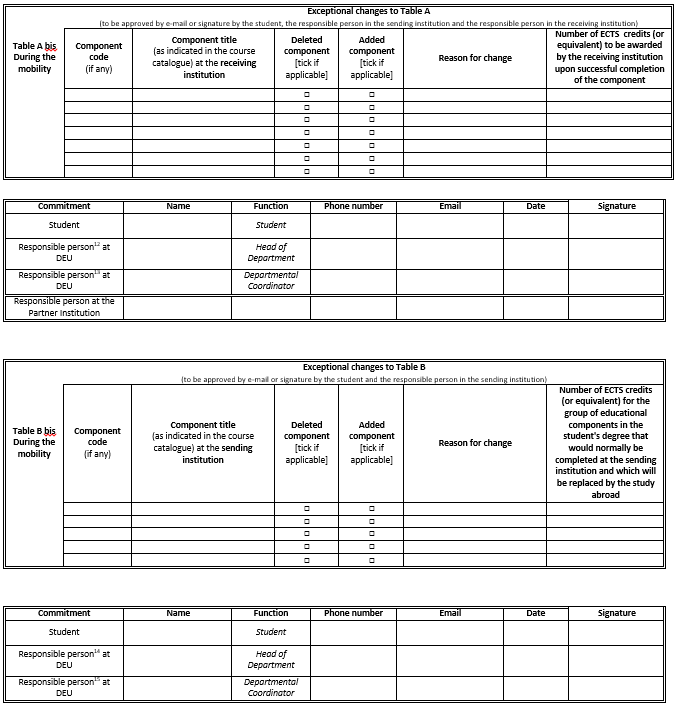 Exceptional changes to Table A
(to be approved by e-mail or signature by the student, the responsible person in the sending institution and the responsible person in the receiving institution)
Table A bis
During the
mobility
Component
code
(if any)
Component title
(as indicated in the course
catalogue) at the receiving
institution
Deleted
component
[tick if
applicable]
Added
component
[tick if
applicable]
Reason for change
Number of ECTS credits (or
equivalent) to be awarded
by the receiving institution
upon successful completion
of the component
☐ ☐
☐ ☐
☐ ☐
☐ ☐
☐ ☐
☐ ☐
☐ ☐
Commitment Name Function Phone number Email Date Signature
Student Student
Responsible person12 at
DEU
Head of
Department
Responsible person13 at
DEU
Departmental
Coordinator
Responsible person at the
Partner Institution
Exceptional changes to Table B
(to be approved by e-mail or signature by the student and the responsible person in the sending institution)
Table B bis
During the
mobility
Component
code
(if any)
Component title
(as indicated in the course
catalogue) at the sending
institution
Deleted
component
[tick if
applicable]
Added
component
[tick if
applicable]
Reason for change
Number of ECTS credits
(or equivalent) for the
group of educational
components in the
student's degree that
would normally be
completed at the sending
institution and which will
be replaced by the study
abroad
☐ ☐
☐ ☐
☐ ☐
☐ ☐
☐ ☐
Commitment Name Function Phone number Email Date Signature
Student Student
Responsible person14 at
DEU
Head of
Department
Responsible person15 at
DEU
Departmental
Coordinator